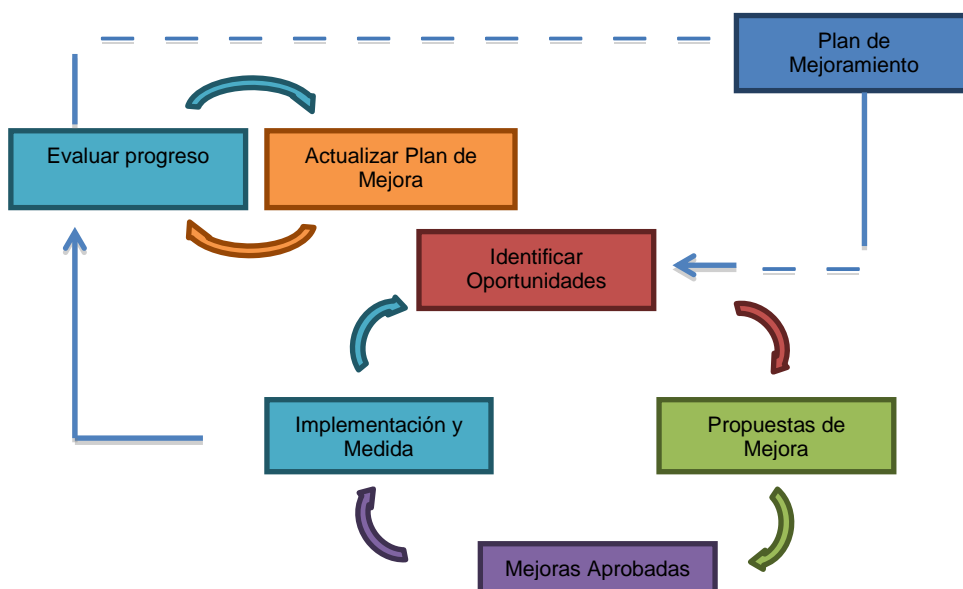 Plan de
Mejoramiento
Evaluar progreso
Actualizar Plan de
Mejora
Identificar
Oportunidades
Implementación y
Medida
Propuestas de
Mejora
Mejoras Aprobadas